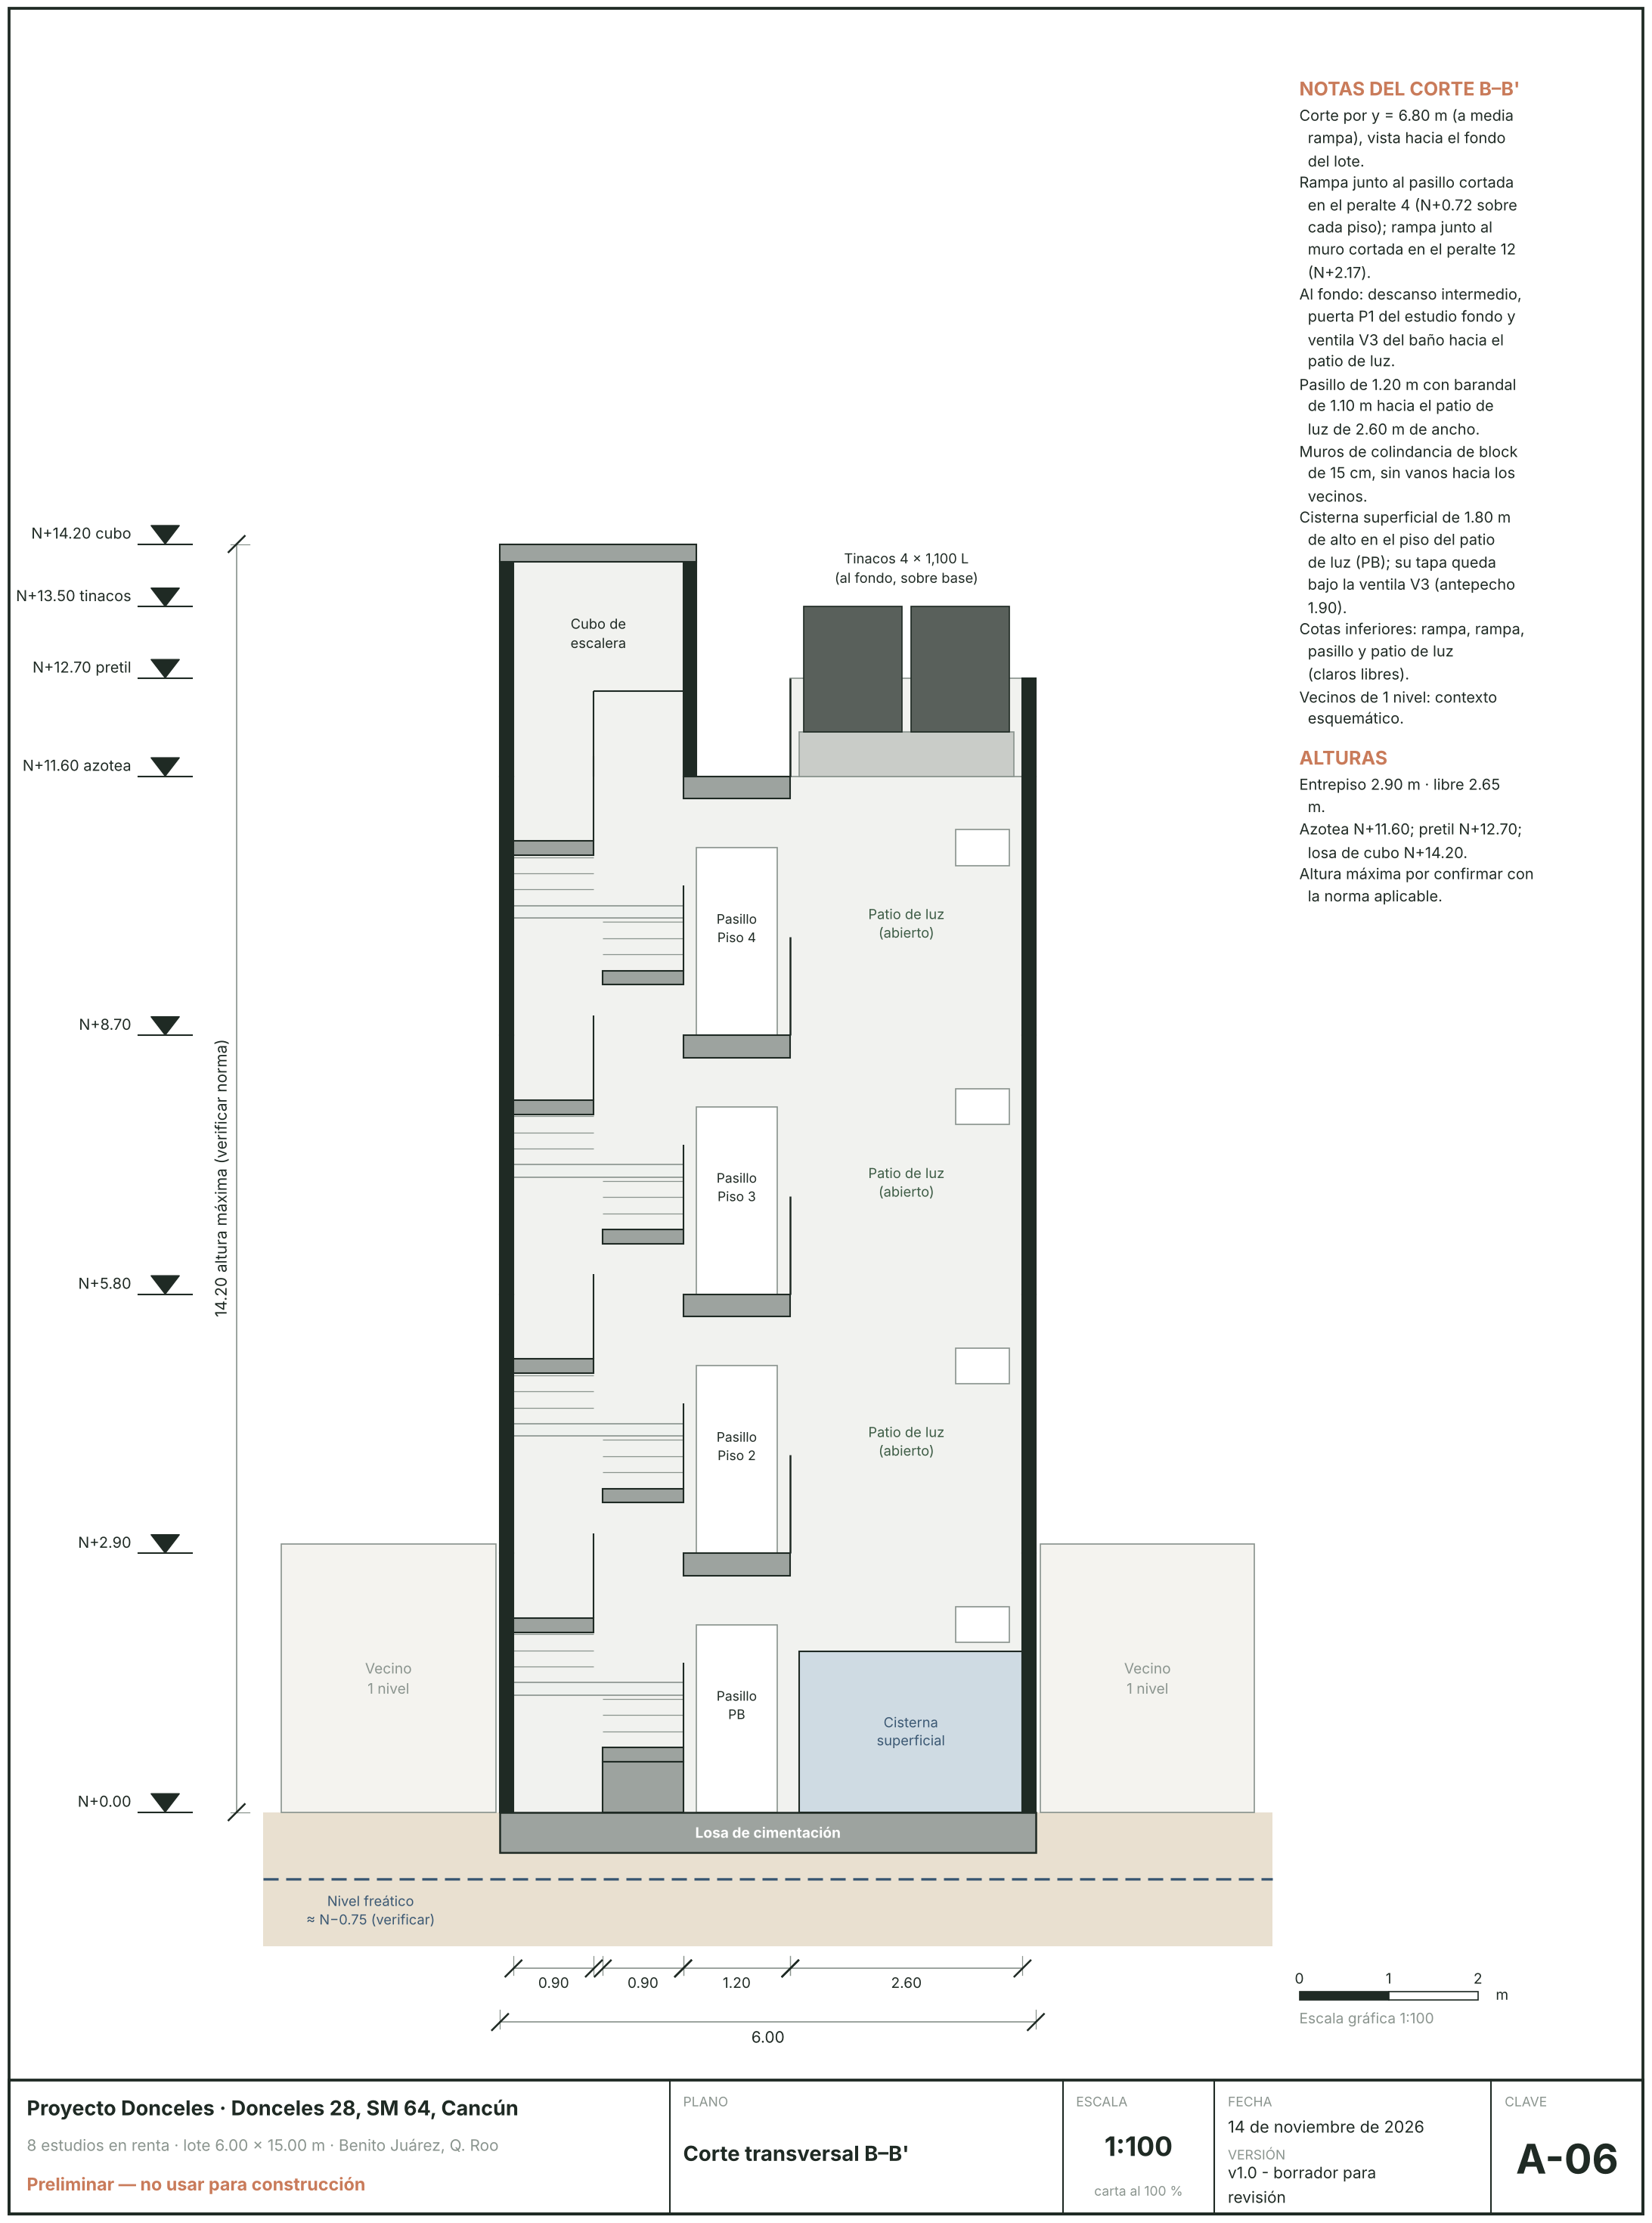 NOTAS DEL CORTE B–B'
Corte por y = 6.80 m (a media
rampa), vista hacia el fondo
del lote.
Rampa junto al pasillo cortada
en el peralte 4 (N+0.72 sobre
cada piso); rampa junto al
muro cortada en el peralte 12
(N+2.17).
Al fondo: descanso intermedio,
puerta P1 del estudio fondo y
ventila V3 del baño hacia el
patio de luz.
Pasillo de 1.20 m con barandal
de 1.10 m hacia el patio de
luz de 2.60 m de ancho.
Muros de colindancia de block
de 15 cm, sin vanos hacia los
vecinos.
Cisterna superficial de 1.80 m
de alto en el piso del patio
de luz (PB); su tapa queda
bajo la ventila V3 (antepecho
1.90).
Cotas inferiores: rampa, rampa,
pasillo y patio de luz
(claros libres).
Vecinos de 1 nivel: contexto
esquemático.
ALTURAS
Entrepiso 2.90 m · libre 2.65
m.
Azotea N+11.60; pretil N+12.70;
losa de cubo N+14.20.
Altura máxima por confirmar con
la norma aplicable.
N+14.20 cubo
N+13.50 tinacos
N+12.70 pretil
N+11.60 azotea
N+8.70
N+5.80
N+2.90
N+0.00
14.20 altura máxima (verificar norma)
Tinacos 4 × 1,100 L
(al fondo, sobre base)
Cubo de
escalera
Pasillo
Piso 4
Patio de luz
(abierto)
Pasillo
Piso 3
Patio de luz
(abierto)
Pasillo
Piso 2
Patio de luz
(abierto)
Vecino
1 nivel
Pasillo
PB
Cisterna
superficial
Vecino
1 nivel
Losa de cimentación
Nivel freático
≈ N−0.75 (verificar)
0.90
0.90
1.20
2.60
6.00
0 1 2 m
Escala gráfica 1:100
Proyecto Donceles · Donceles 28, SM 64, Cancún
8 estudios en renta · lote 6.00 × 15.00 m · Benito Juárez, Q. Roo
Preliminar — no usar para construcción
PLANO
Corte transversal B–B'
ESCALA
1:100
carta al 100 %
FECHA
14 de noviembre de 2026
VERSIÓN
v1.0 - borrador para
revisión
CLAVE
A-06